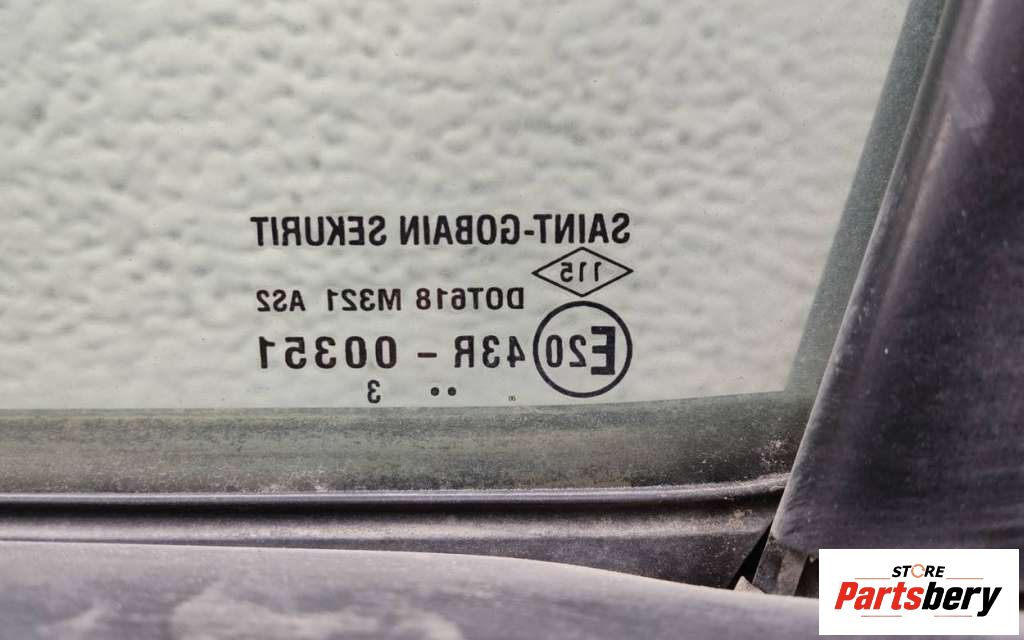 SAINT-GOBAIN SEKURIT
115
DOT618 M321 AS2
E20 43R - 00351
•• 3
STORE
Partsbery